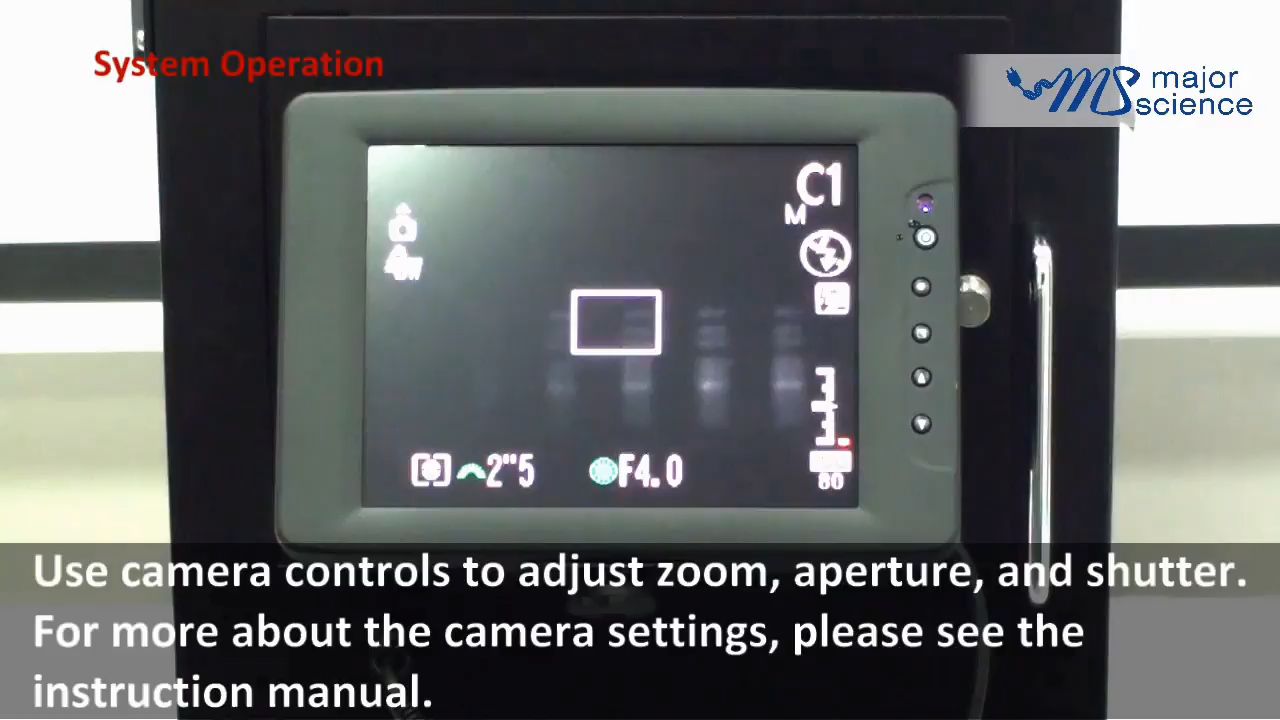 System Operation
major
science
C1
M
2"5
F4.0
80
Use camera controls to adjust zoom, aperture, and shutter.
For more about the camera settings, please see the
instruction manual.